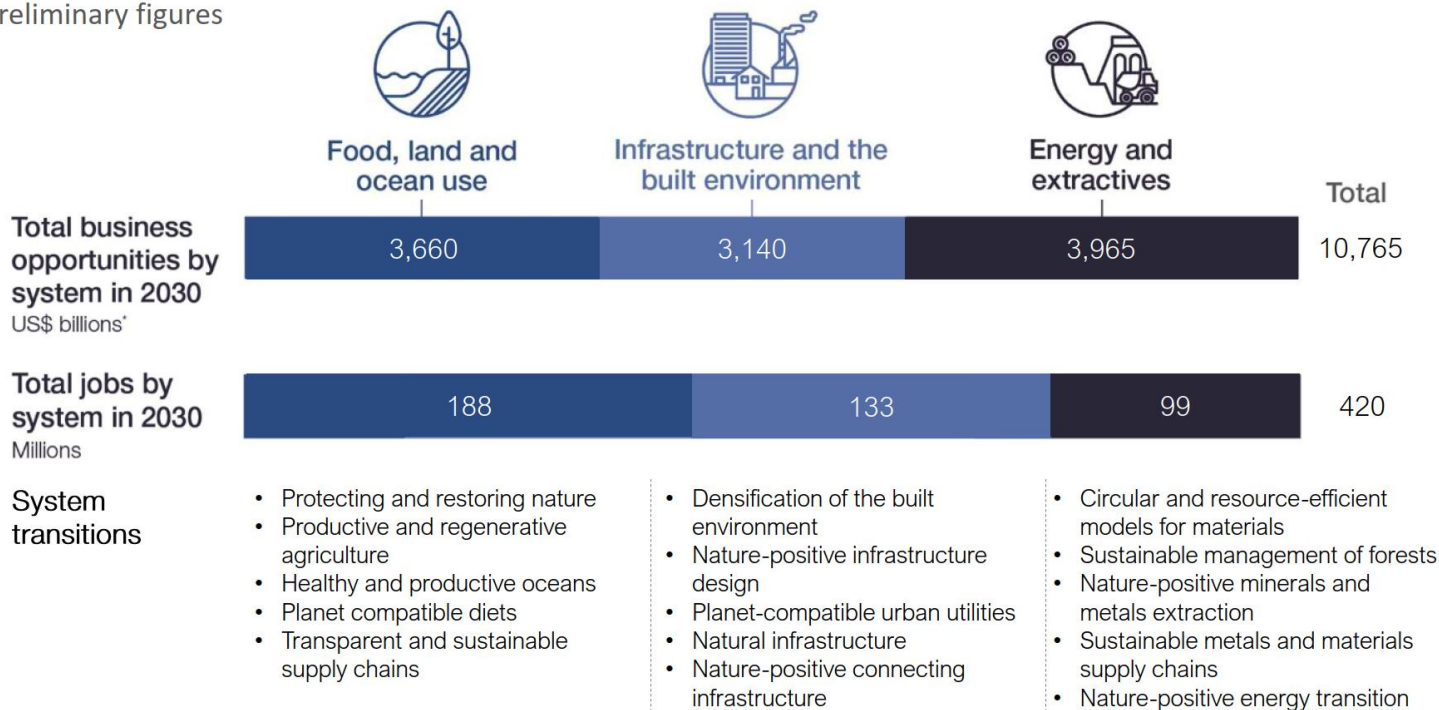 reliminary figures
Food, land and
ocean use
Infrastructure and the
built environment
Energy and
extractives
Total
Total business
opportunities by
system in 2030
US$ billions*
3,660
3,140
3,965
10,765
Total jobs by
system in 2030
Millions
188
133
99
420
System
transitions
• Protecting and restoring nature
• Productive and regenerative
agriculture
• Healthy and productive oceans
• Planet compatible diets
• Transparent and sustainable
supply chains
• Densification of the built
environment
• Nature-positive infrastructure
design
• Planet-compatible urban utilities
• Natural infrastructure
• Nature-positive connecting
infrastructure
• Circular and resource-efficient
models for materials
• Sustainable management of forests
• Nature-positive minerals and
metals extraction
• Sustainable metals and materials
supply chains
• Nature-positive energy transition